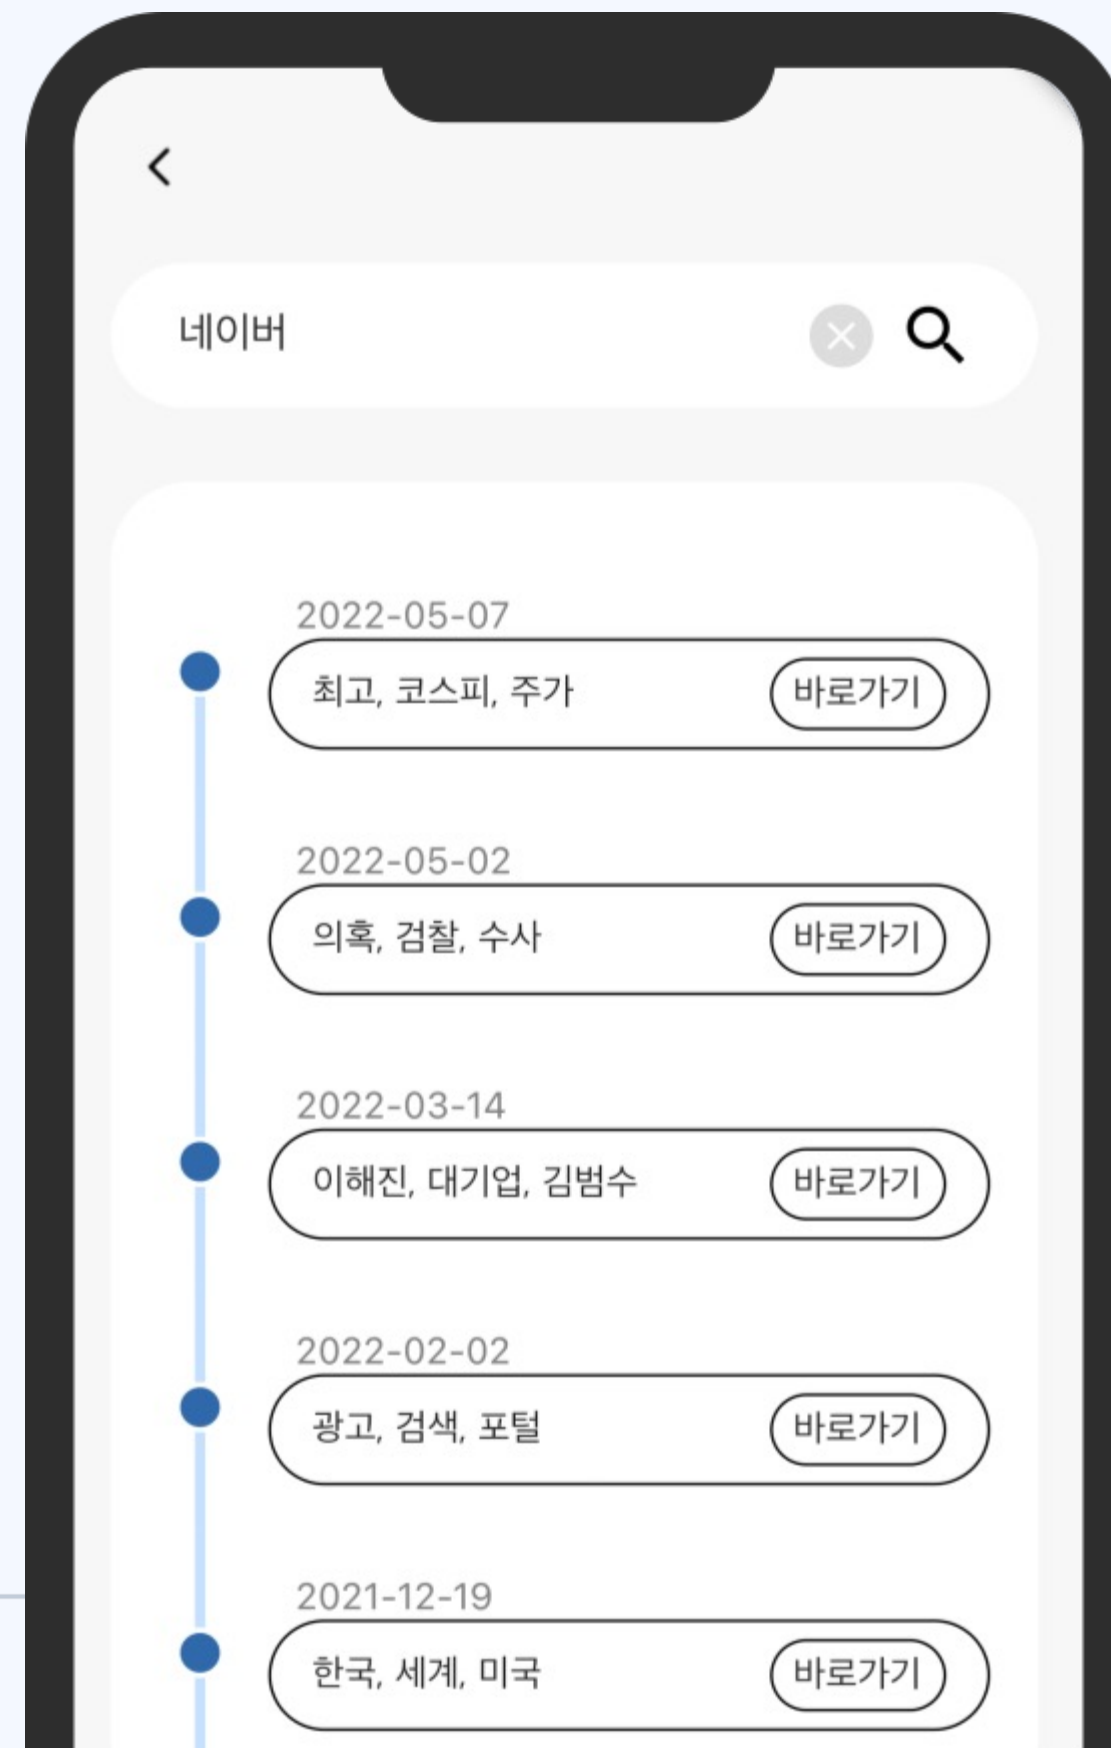 네이버
2022-05-07
최고, 코스피, 주가 바로가기
2022-05-02
의혹, 검찰, 수사 바로가기
2022-03-14
이해진, 대기업, 김범수 바로가기
2022-02-02
광고, 검색, 포털 바로가기
2021-12-19
한국, 세계, 미국 바로가기